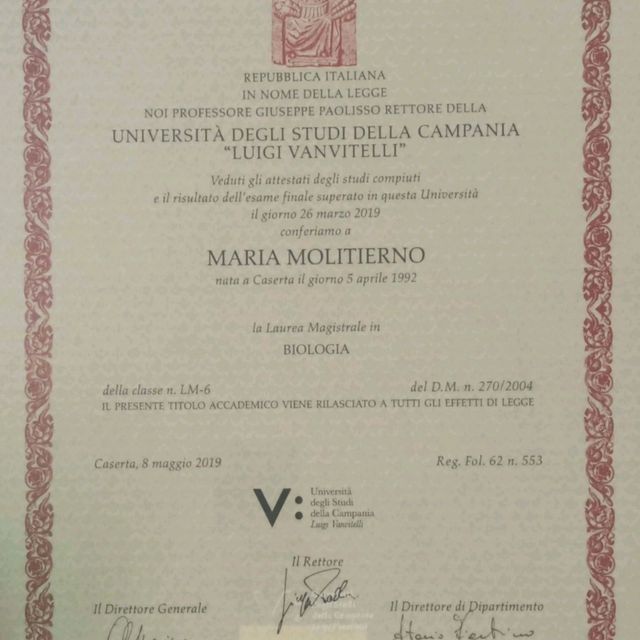 REPUBBLICA ITALIANA
IN NOME DELLA LEGGE
NOI PROFESSORE GIUSEPPE PAOLISSO RETTORE DELLA
UNIVERSITÀ DEGLI STUDI DELLA CAMPANIA
“LUIGI VANVITELLI”
Veduti gli attestati degli studi compiuti
e il risultato dell'esame finale superato in questa Università
il giorno 26 marzo 2019
conferiamo a
MARIA MOLITIERNO
nata a Caserta il giorno 5 aprile 1992
la Laurea Magistrale in
BIOLOGIA
della classe n. LM-6 del D.M. n. 270/2004
IL PRESENTE TITOLO ACCADEMICO VIENE RILASCIATO A TUTTI GLI EFFETTI DI LEGGE
Caserta, 8 maggio 2019 Reg. Fol. 62 n. 553
V:
Università
degli Studi
della Campania
Luigi Vanvitelli
Il Rettore
Il Direttore Generale Il Direttore di Dipartimento